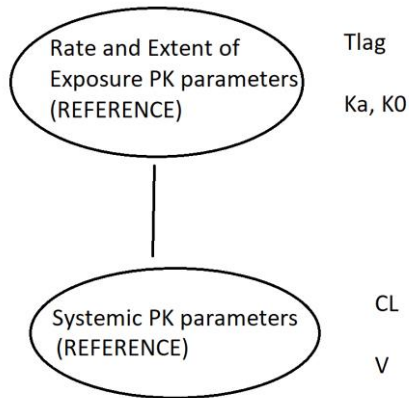 Rate and Extent of
Exposure PK parameters
(REFERENCE)
Tlag
Ka, K0
Systemic PK parameters
(REFERENCE)
CL
V